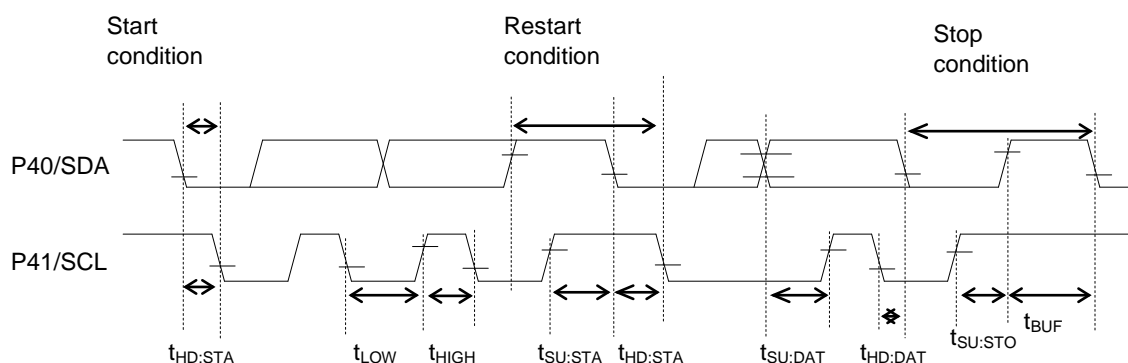 Start
condition
Restart
condition
Stop
condition
P40/SDA
P41/SCL
tHD:STA
tLOW
tHIGH
tSU:STA
tHD:STA
tSU:DAT
tHD:DAT
tSU:STO
tBUF